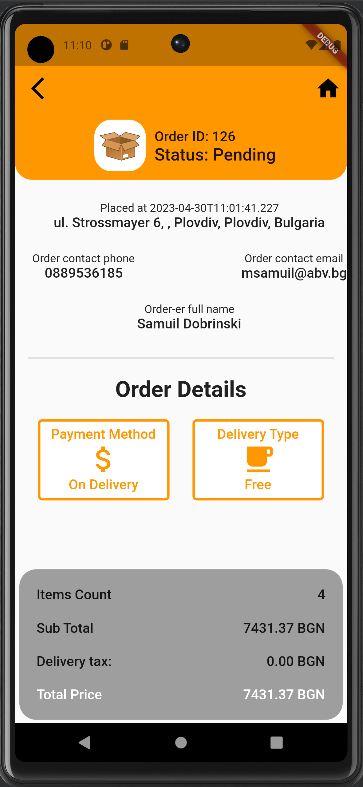 11:10
DEBUG
Order ID: 126
Status: Pending
Placed at 2023-04-30T11:01:41.227
ul. Strossmayer 6, , Plovdiv, Plovdiv, Bulgaria
Order contact phone
0889536185
Order contact email
msamuil@abv.bg
Order-er full name
Samuil Dobrinski
Order Details
Payment Method
$
On Delivery
Delivery Type
Free
Items Count 4
Sub Total 7431.37 BGN
Delivery tax: 0.00 BGN
Total Price 7431.37 BGN